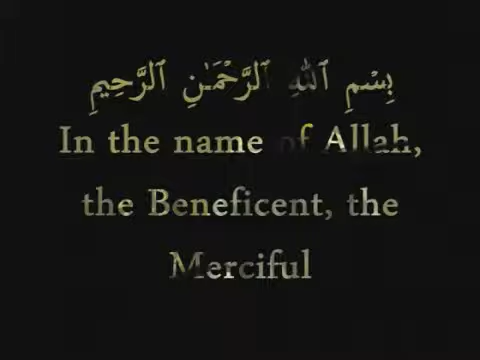 بِسْمِ ٱللَّهِ ٱلرَّحْمَـٰنِ ٱلرَّحِيمِ
In the name of Allah,
the Beneficent, the
Merciful